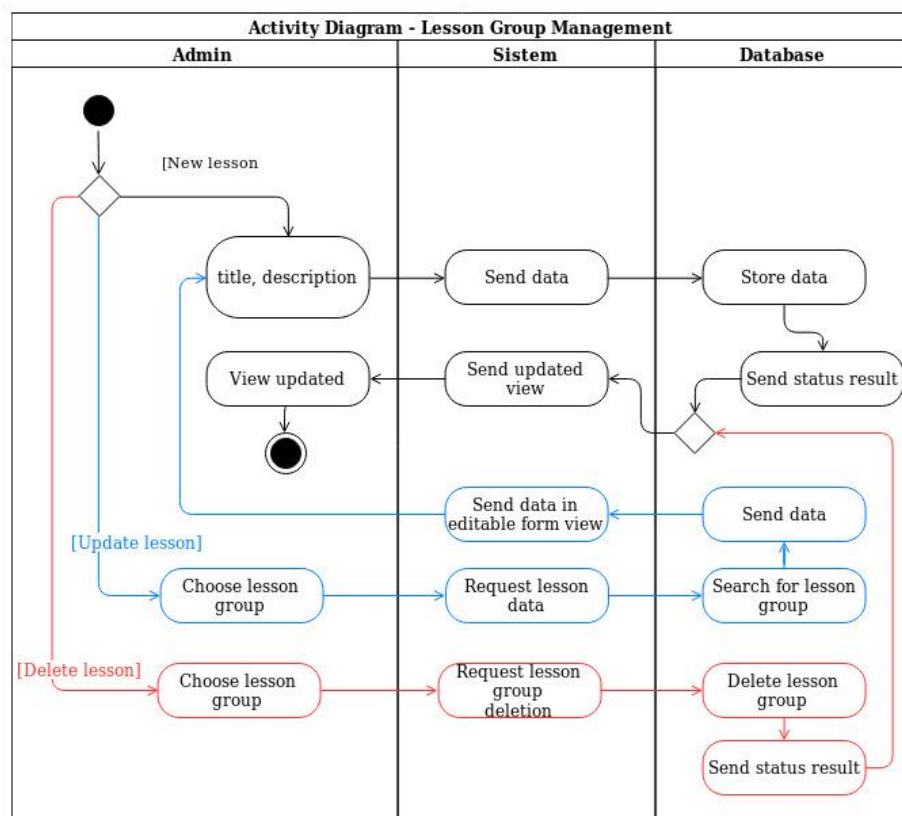 Activity Diagram - Lesson Group Management
Admin
Sistem
Database
[New lesson
title, description
Send data
Store data
View updated
Send updated
view
Send status result
Send data in
editable form view
Send data
[Update lesson]
Choose lesson
group
Request lesson
data
Search for lesson
group
[Delete lesson]
Choose lesson
group
Request lesson
group
deletion
Delete lesson
group
Send status result